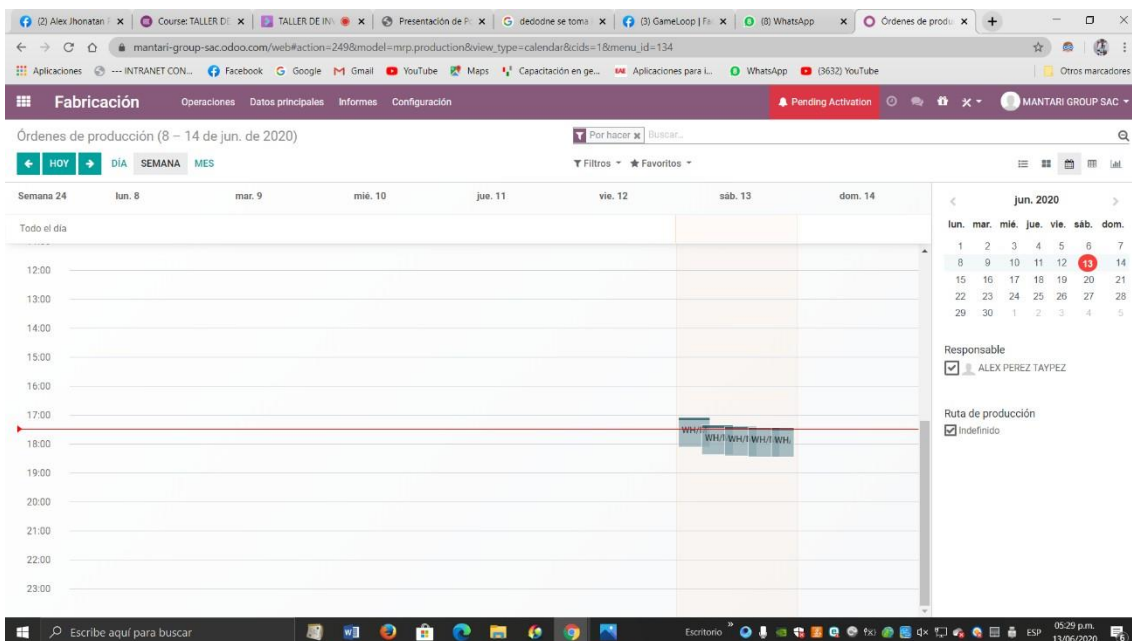 (2) Alex Jhonatan
Course: TALLER DE
TALLER DE INV
Presentación de Po
dedodne se toma
(3) GameLoop | Fa
(8) WhatsApp
Órdenes de produ
mantari-group-sac.odoo.com/web#action=249&model=mrp.production&view_type=calendar&cids=1&menu_id=134
Aplicaciones
--- INTRANET CON...
Facebook
Google
Gmail
YouTube
Maps
Capacitación en ge...
Aplicaciones para i...
WhatsApp
(3632) YouTube
Otros marcadores
Fabricación Operaciones Datos principales Informes Configuración
Pending Activation
MANTARI GROUP SAC
Órdenes de producción (8 – 14 de jun. de 2020)
Por hacer x Buscar...
HOY DÍA SEMANA MES
Filtros Favoritos
Semana 24 lun. 8 mar. 9 mié. 10 jue. 11 vie. 12 sáb. 13 dom. 14
Todo el día
12:00
13:00
14:00
15:00
16:00
17:00
18:00
19:00
20:00
21:00
22:00
23:00
WH/I
WH/I WH/I WH/I WH/
jun. 2020
lun. mar. mié. jue. vie. sáb. dom.
1 2 3 4 5 6 7
8 9 10 11 12 13 14
15 16 17 18 19 20 21
22 23 24 25 26 27 28
29 30 1 2 3 4 5
Responsable
ALEX PEREZ TAYPEZ
Ruta de producción
Indefinido
Escribe aquí para buscar
Escritorio
ESP
05:29 p.m.
13/06/2020